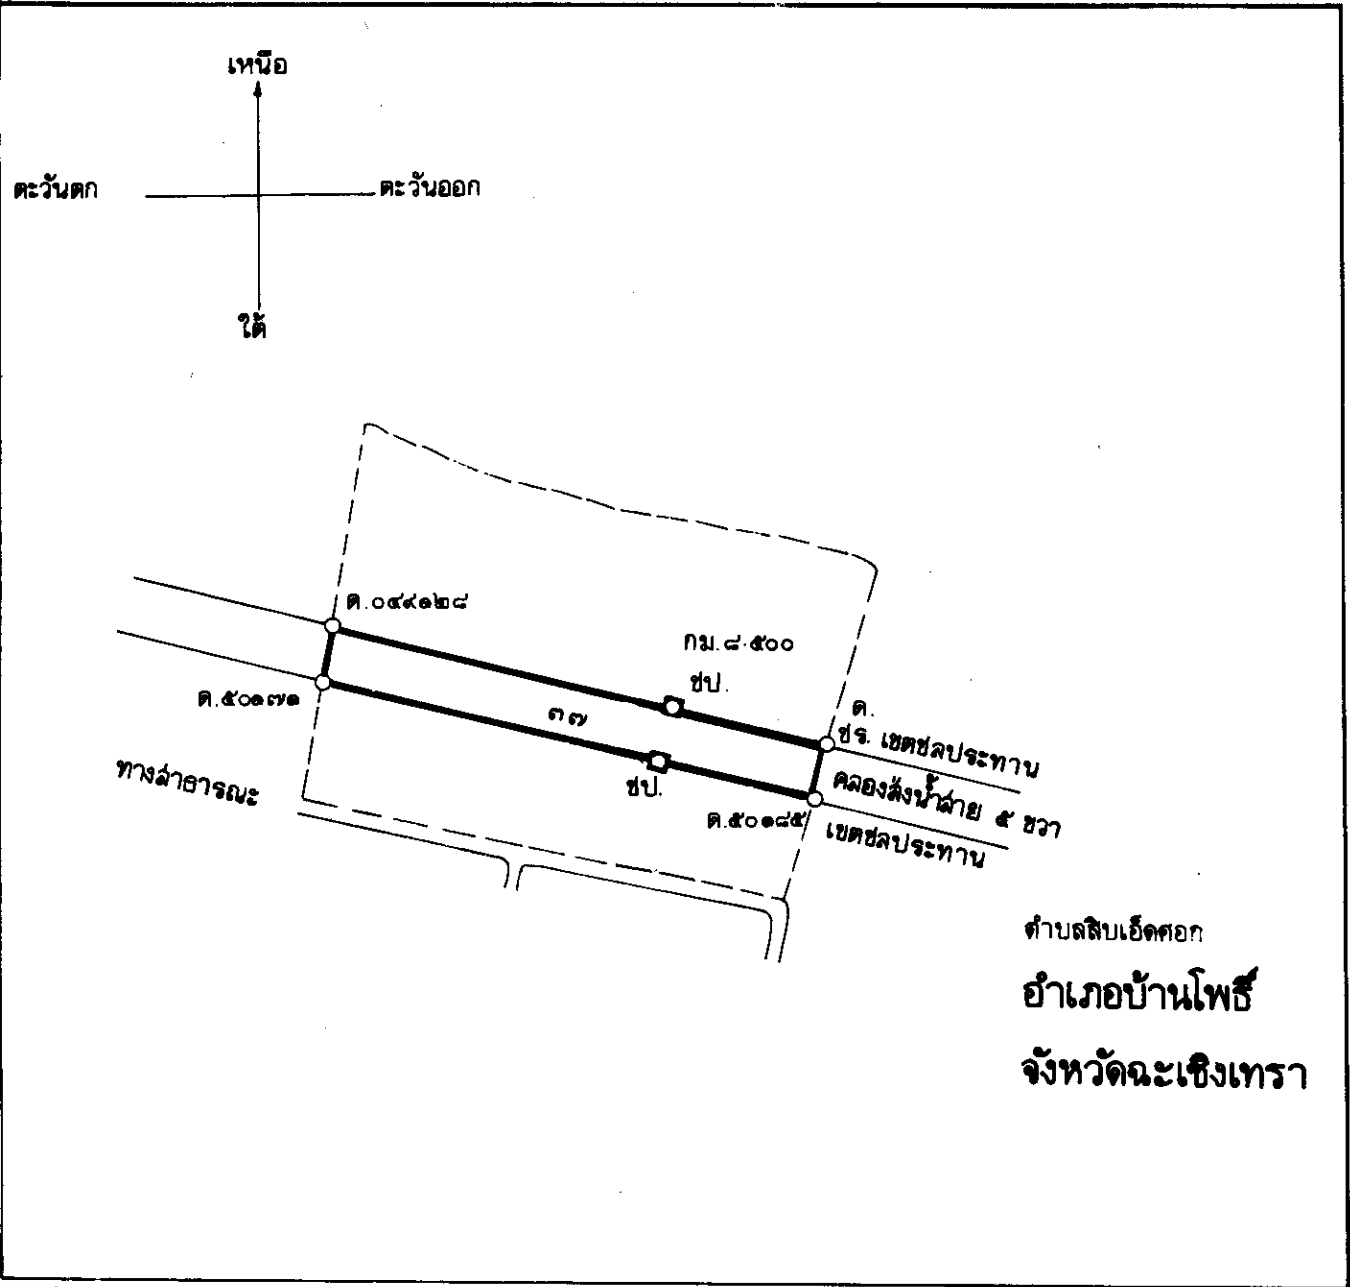 เหนือ
ตะวันตก
ตะวันออก
ใต้
ด.๐๔๙๑๒๘
กม.๘.๕๐๐
ชป.
ด.๕๐๑๗๑
๓๗
ด.
ชร. เขตชลประทาน
ทางสาธารณะ
ชป.
คลองส่งน้ำสาย ๕ ขวา
ด.๕๐๑๘๕
เขตชลประทาน
ตำบลสิบเอ็ดศอก
อำเภอบ้านโพธิ์
จังหวัดฉะเชิงเทรา